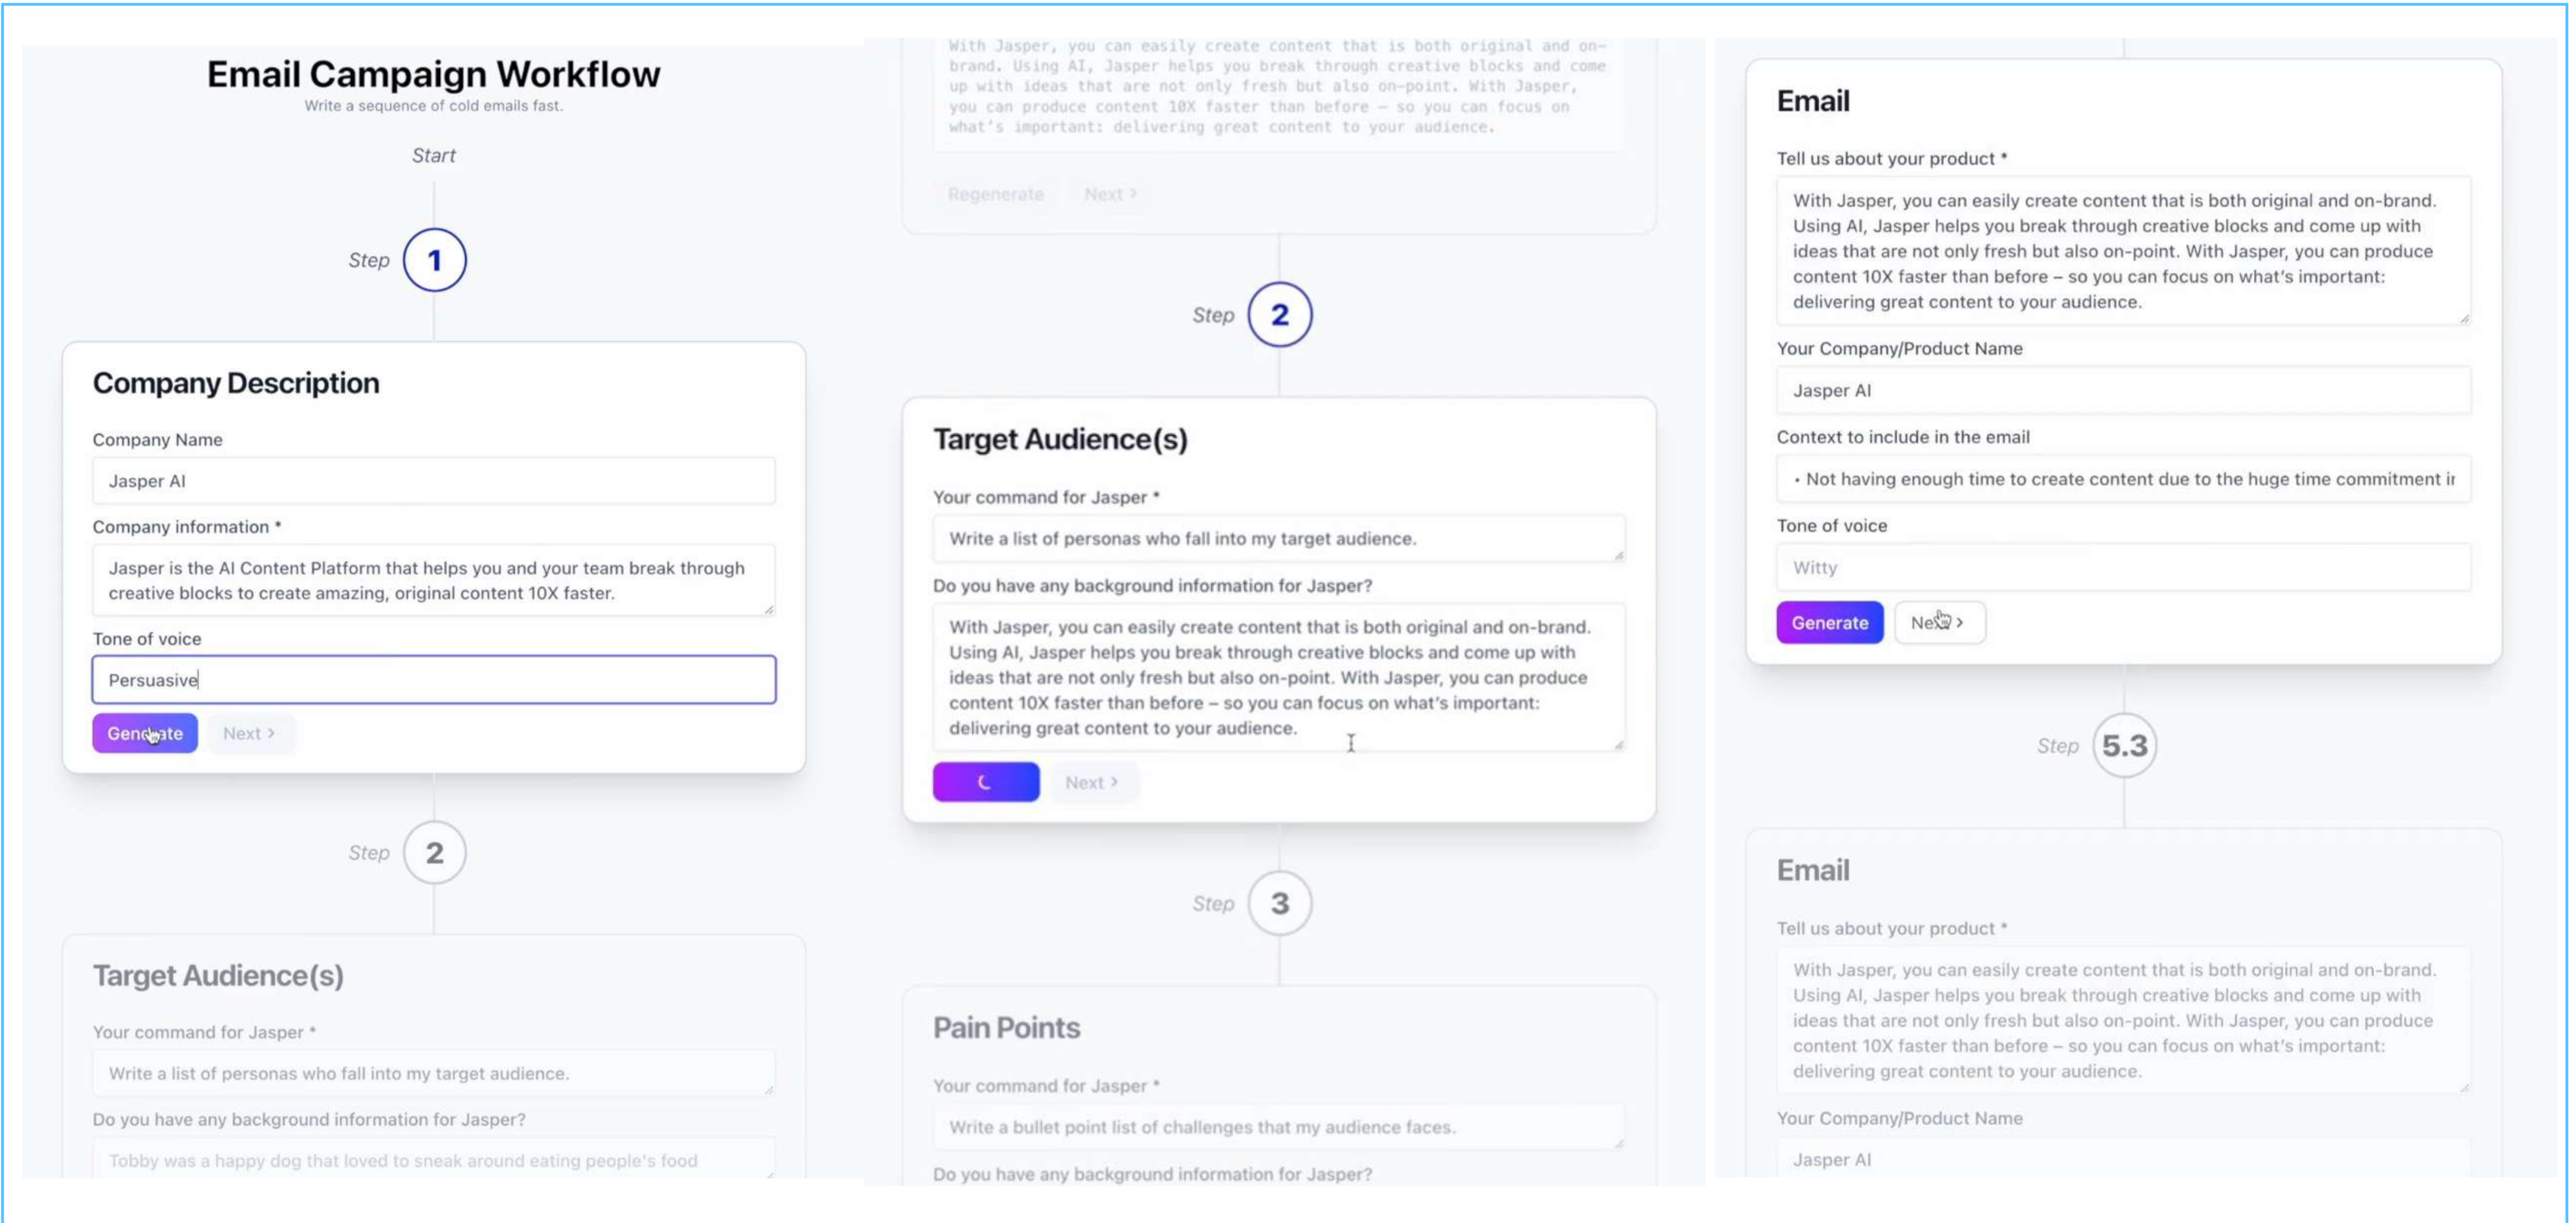 Email Campaign Workflow
Write a sequence of cold emails fast.
Start
Step 1
Company Description
Company Name
Jasper AI
Company information *
Jasper is the AI Content Platform that helps you and your team break through
creative blocks to create amazing, original content 10X faster.
Tone of voice
Persuasive
Generate Next >
Step 2
Target Audience(s)
Your command for Jasper *
Write a list of personas who fall into my target audience.
Do you have any background information for Jasper?
Tobby was a happy dog that loved to sneak around eating people's food
With Jasper, you can easily create content that is both original and on-
brand. Using AI, Jasper helps you break through creative blocks and come
up with ideas that are not only fresh but also on-point. With Jasper,
you can produce content 10X faster than before – so you can focus on
what's important: delivering great content to your audience.
Regenerate Next >
Step 2
Target Audience(s)
Your command for Jasper *
Write a list of personas who fall into my target audience.
Do you have any background information for Jasper?
With Jasper, you can easily create content that is both original and on-brand.
Using AI, Jasper helps you break through creative blocks and come up with
ideas that are not only fresh but also on-point. With Jasper, you can produce
content 10X faster than before – so you can focus on what's important:
delivering great content to your audience.
Next >
Step 3
Pain Points
Your command for Jasper *
Write a bullet point list of challenges that my audience faces.
Do you have any background information for Jasper?
Email
Tell us about your product *
With Jasper, you can easily create content that is both original and on-brand.
Using AI, Jasper helps you break through creative blocks and come up with
ideas that are not only fresh but also on-point. With Jasper, you can produce
content 10X faster than before – so you can focus on what's important:
delivering great content to your audience.
Your Company/Product Name
Jasper AI
Context to include in the email
• Not having enough time to create content due to the huge time commitment
Tone of voice
Witty
Generate Next >
Step 5.3
Email
Tell us about your product *
With Jasper, you can easily create content that is both original and on-brand.
Using AI, Jasper helps you break through creative blocks and come up with
ideas that are not only fresh but also on-point. With Jasper, you can produce
content 10X faster than before – so you can focus on what's important:
delivering great content to your audience.
Your Company/Product Name
Jasper AI